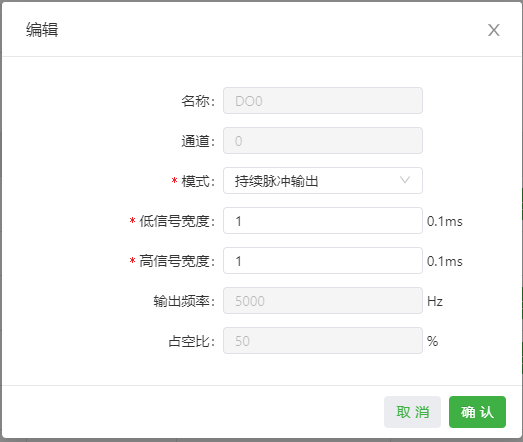 编辑
名称: DO0
通道: 0
* 模式: 持续脉冲输出
* 低信号宽度: 1 0.1ms
* 高信号宽度: 1 0.1ms
输出频率: 5000 Hz
占空比: 50 %
取 消 确 认